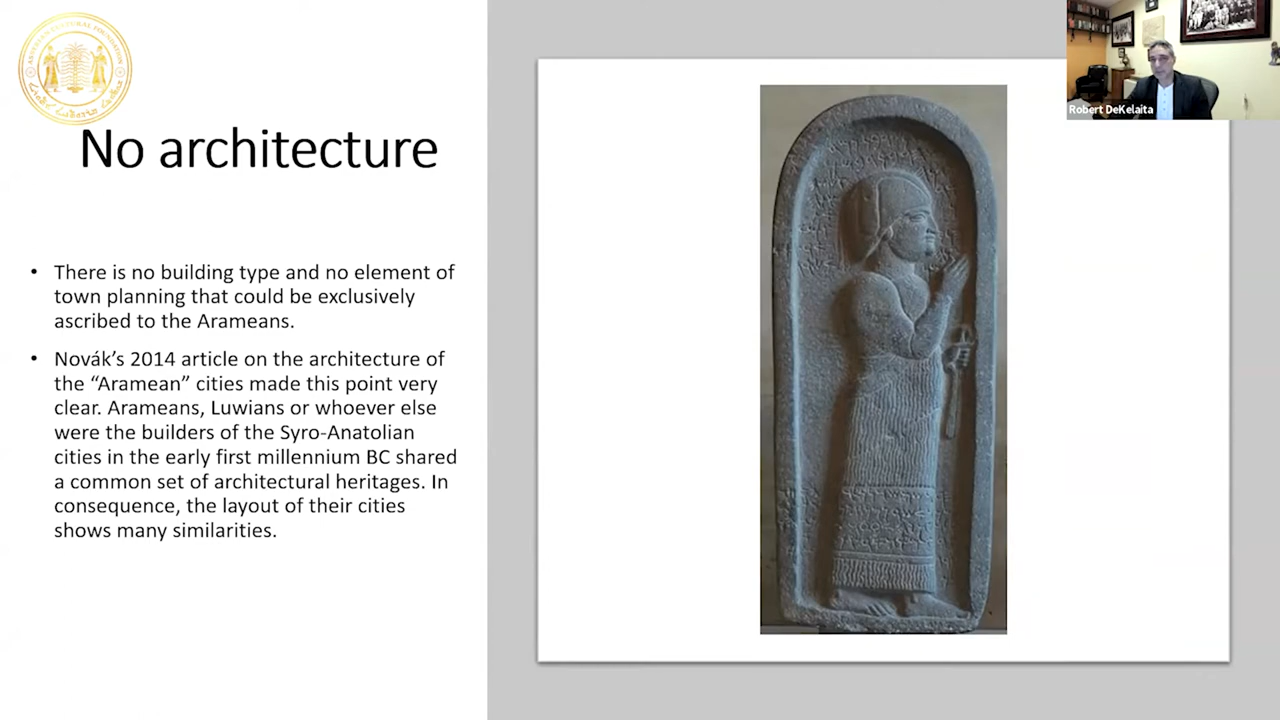 ASSYRIAN CULTURAL FOUNDATION
No architecture
• There is no building type and no element of
town planning that could be exclusively
ascribed to the Arameans.
• Novák’s 2014 article on the architecture of
the “Aramean” cities made this point very
clear. Arameans, Luwians or whoever else
were the builders of the Syro-Anatolian
cities in the early first millennium BC shared
a common set of architectural heritages. In
consequence, the layout of their cities
shows many similarities.
Robert DeKelaita